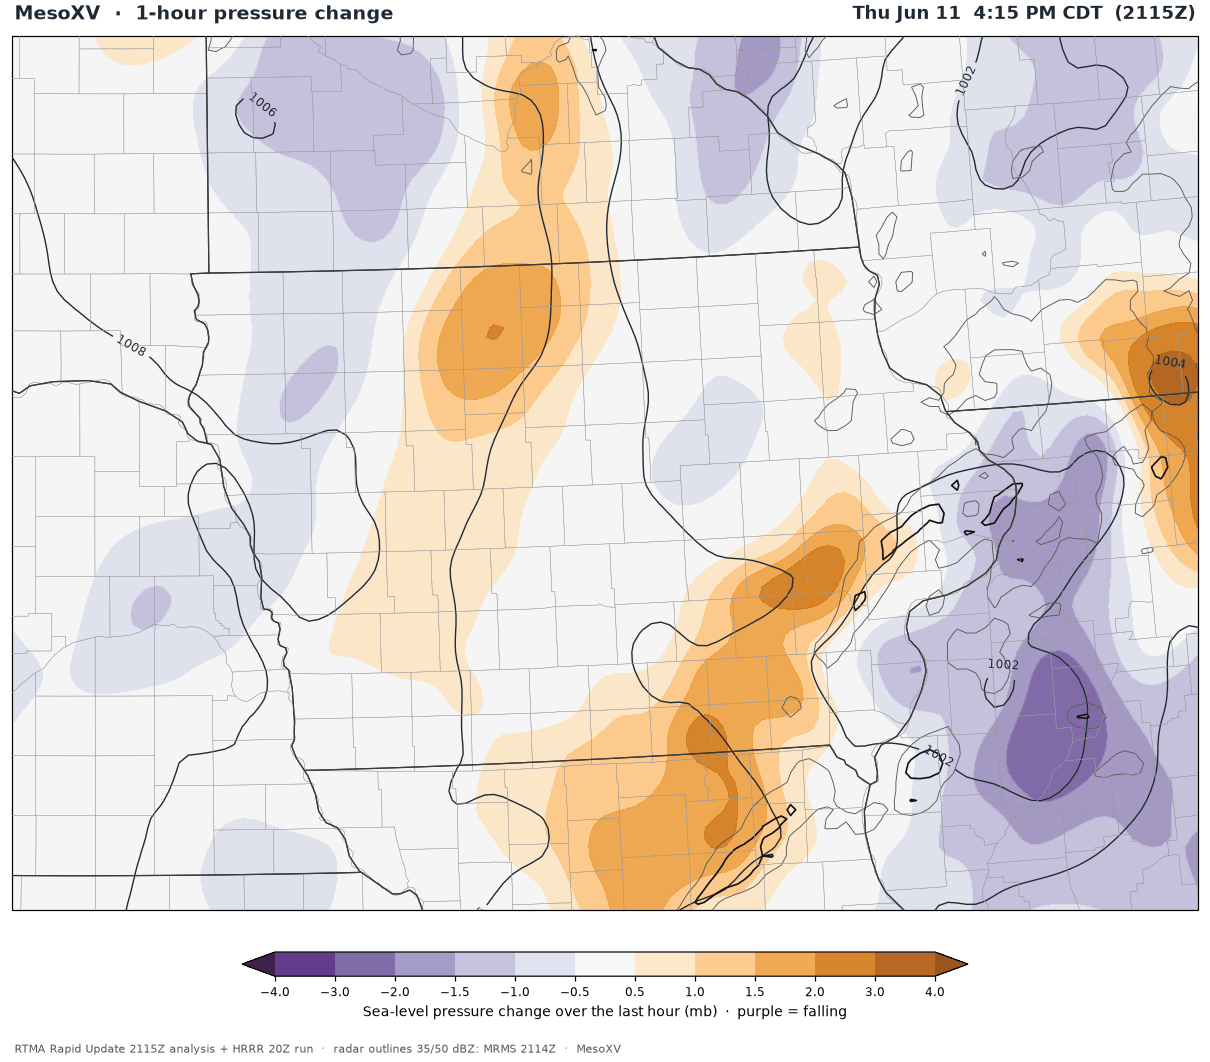 MesoXV · 1-hour pressure change
Thu Jun 11 4:15 PM CDT (2115Z)
1002
1006
1008
1004
1002
1002
−4.0 −3.0 −2.0 −1.5 −1.0 −0.5 0.5 1.0 1.5 2.0 3.0 4.0
Sea-level pressure change over the last hour (mb) · purple = falling
RTMA Rapid Update 2115Z analysis + HRRR 20Z run · radar outlines 35/50 dBZ: MRMS 2114Z · MesoXV